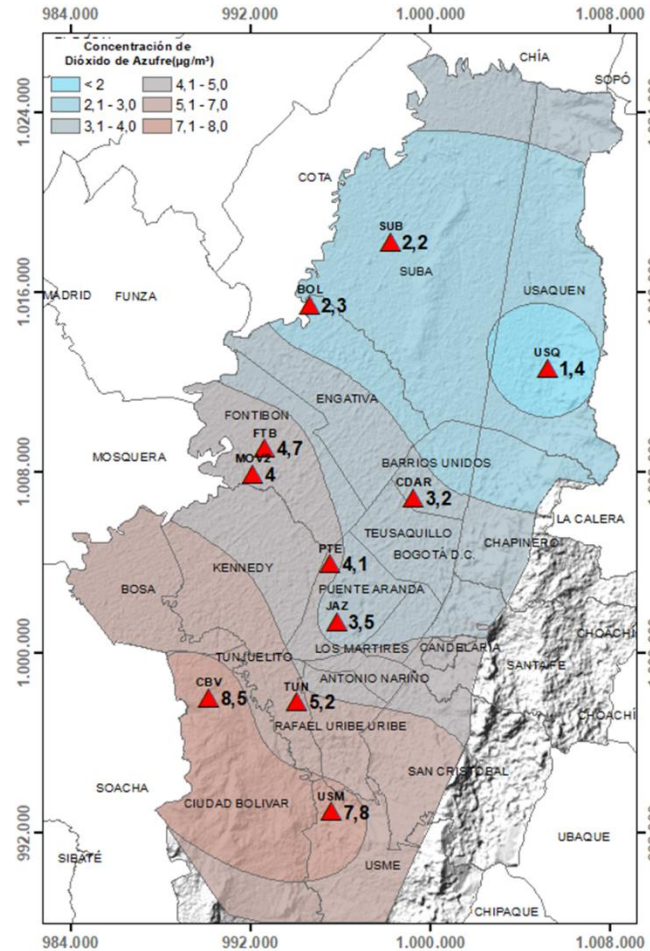 984.000 992.000 1.000.000 1.008.000
Concentración de
Dióxido de Azufre(µg/m³)
< 2
2,1 - 3,0
3,1 - 4,0
4,1 - 5,0
5,1 - 7,0
7,1 - 8,0
CHÍA
SOPÓ
1.024.000
COTA
SUB
2,2
SUBA
1.016.000
BOL
2,3
USAQUEN
MADRID
FUNZA
USQ
1,4
ENGATIVA
FONTIBON
FTB
4,7
MOSQUERA
MOV2
4
BARRIOS UNIDOS
1.008.000
CDAR
3,2
LA CALERA
TEUSAQUILLO
CHAPINERO
BOGOTÁ D.C.
PTE
4,1
KENNEDY
BOSA
PUENTE ARANDA
JAZ
3,5
CHOACHÍ
1.000.000
LOS MARTIRES
CANDELARIA
TUNJUELITO
SANTAFE
ANTONIO NARIÑO
CBV
8,5
TUN
5,2
CHOACHÍ
RAFAEL URIBE URIBE
SAN CRISTOBAL
SOACHA
CIUDAD BOLIVAR
USM
7,8
992.000
UBAQUE
SIBATÉ
USME
CHIPAQUE
984.000 992.000 1.000.000 1.008.000